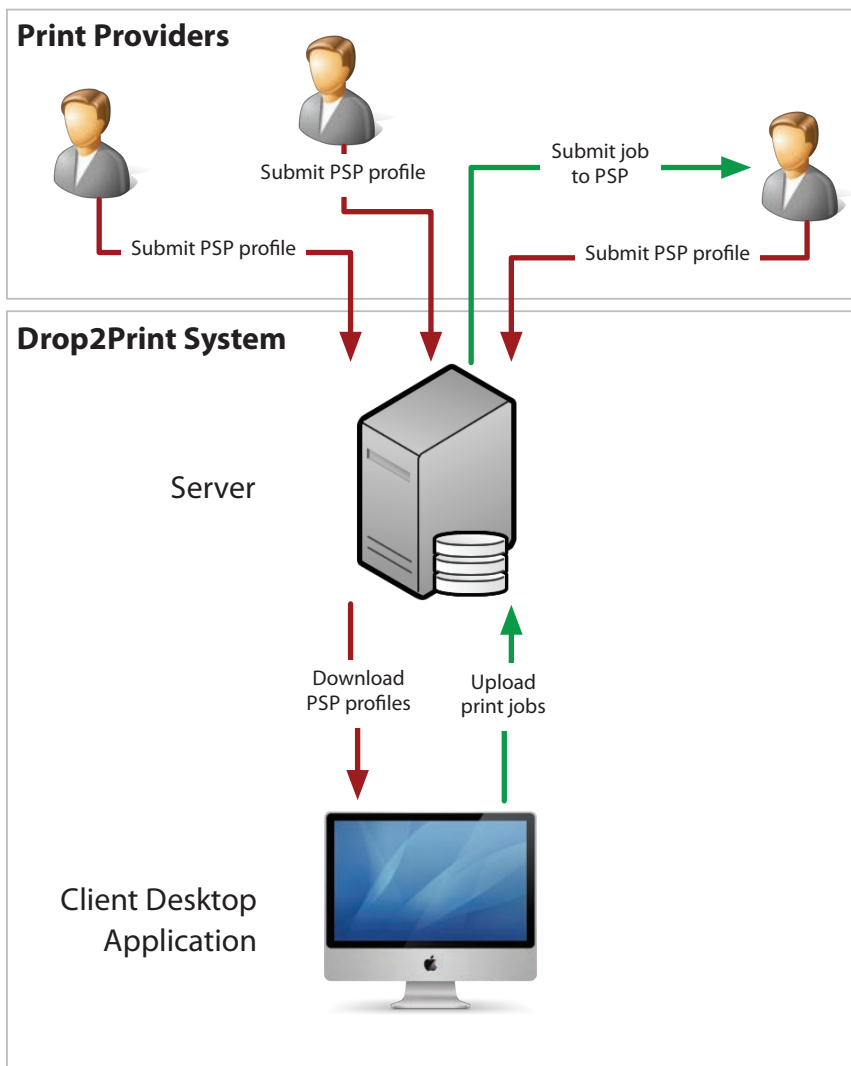 Print Providers
Submit PSP profile
Submit job
to PSP
Submit PSP profile
Submit PSP profile
Drop2Print System
Server
Download
PSP profiles
Upload
print jobs
Client Desktop
Application